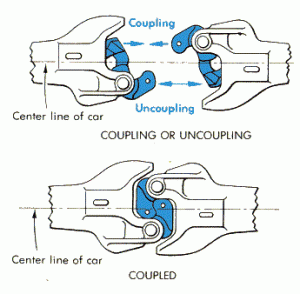 Coupling
Uncoupling
Center line of car
COUPLING OR UNCOUPLING
Center line of car
COUPLED